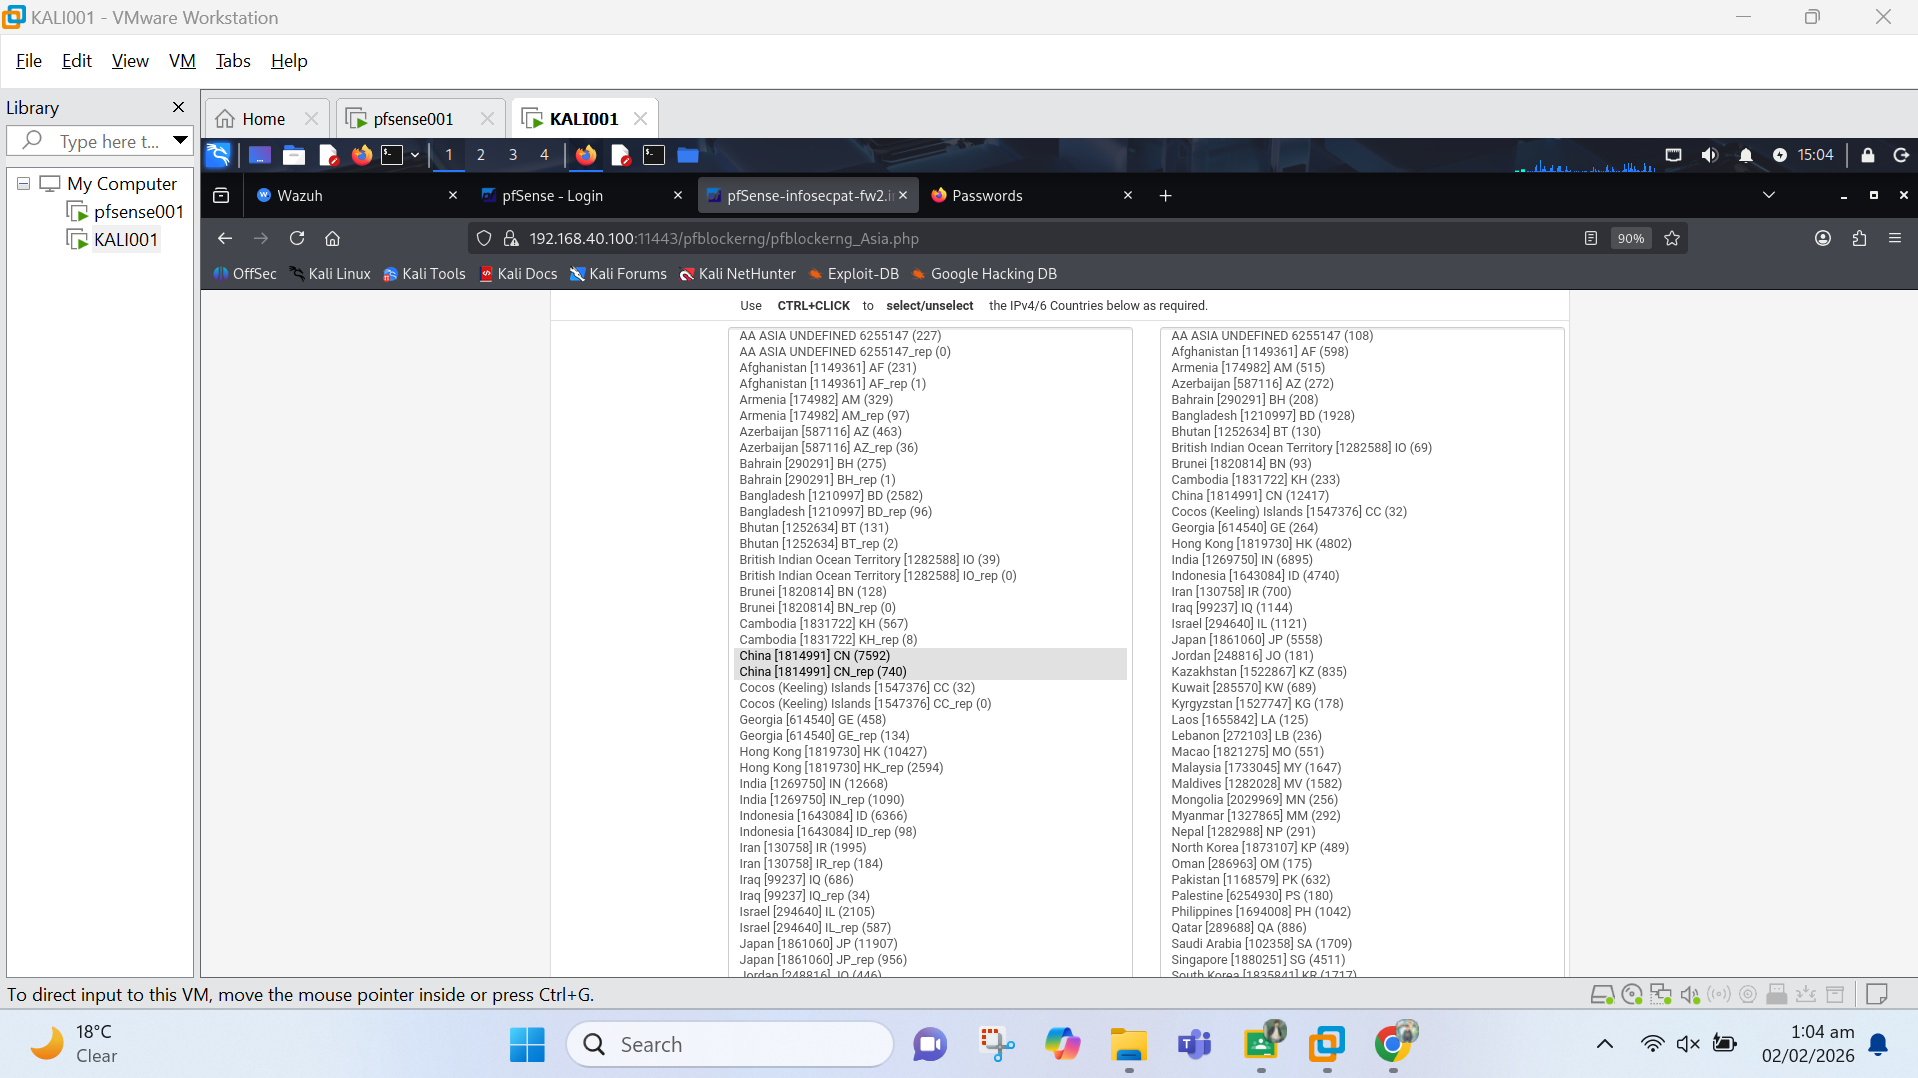 KALI001 - VMware Workstation
File Edit View VM Tabs Help
Library
Type here t...
My Computer
pfsense001
KALI001
Home
pfsense001
KALI001
1 2 3 4
15:04
Wazuh
pfSense - Login
pfSense-infosecpat-fw2.i
Passwords
192.168.40.100:11443/pfblockerng/pfblockerng_Asia.php
90%
OffSec Kali Linux Kali Tools Kali Docs Kali Forums Kali NetHunter Exploit-DB Google Hacking DB
Use CTRL+CLICK to select/unselect the IPv4/6 Countries below as required.
AA ASIA UNDEFINED 6255147 (227)
AA ASIA UNDEFINED 6255147_rep (0)
Afghanistan [1149361] AF (231)
Afghanistan [1149361] AF_rep (1)
Armenia [174982] AM (329)
Armenia [174982] AM_rep (97)
Azerbaijan [587116] AZ (463)
Azerbaijan [587116] AZ_rep (36)
Bahrain [290291] BH (275)
Bahrain [290291] BH_rep (1)
Bangladesh [1210997] BD (2582)
Bangladesh [1210997] BD_rep (96)
Bhutan [1252634] BT (131)
Bhutan [1252634] BT_rep (2)
British Indian Ocean Territory [1282588] IO (39)
British Indian Ocean Territory [1282588] IO_rep (0)
Brunei [1820814] BN (128)
Brunei [1820814] BN_rep (0)
Cambodia [1831722] KH (567)
Cambodia [1831722] KH_rep (8)
China [1814991] CN (7592)
China [1814991] CN_rep (740)
Cocos (Keeling) Islands [1547376] CC (32)
Cocos (Keeling) Islands [1547376] CC_rep (0)
Georgia [614540] GE (458)
Georgia [614540] GE_rep (134)
Hong Kong [1819730] HK (10427)
Hong Kong [1819730] HK_rep (2594)
India [1269750] IN (12668)
India [1269750] IN_rep (1090)
Indonesia [1643084] ID (6366)
Indonesia [1643084] ID_rep (98)
Iran [130758] IR (1995)
Iran [130758] IR_rep (184)
Iraq [99237] IQ (686)
Iraq [99237] IQ_rep (34)
Israel [294640] IL (2105)
Israel [294640] IL_rep (587)
Japan [1861060] JP (11907)
Japan [1861060] JP_rep (956)
Jordan [248816] JO (446)
AA ASIA UNDEFINED 6255147 (108)
Afghanistan [1149361] AF (598)
Armenia [174982] AM (515)
Azerbaijan [587116] AZ (272)
Bahrain [290291] BH (208)
Bangladesh [1210997] BD (1928)
Bhutan [1252634] BT (130)
British Indian Ocean Territory [1282588] IO (69)
Brunei [1820814] BN (93)
Cambodia [1831722] KH (233)
China [1814991] CN (12417)
Cocos (Keeling) Islands [1547376] CC (32)
Georgia [614540] GE (264)
Hong Kong [1819730] HK (4802)
India [1269750] IN (6895)
Indonesia [1643084] ID (4740)
Iran [130758] IR (700)
Iraq [99237] IQ (1144)
Israel [294640] IL (1121)
Japan [1861060] JP (5558)
Jordan [248816] JO (181)
Kazakhstan [1522867] KZ (835)
Kuwait [285570] KW (689)
Kyrgyzstan [1527747] KG (178)
Laos [1655842] LA (125)
Lebanon [272103] LB (236)
Macao [1821275] MO (551)
Malaysia [1733045] MY (1647)
Maldives [1282028] MV (1582)
Mongolia [2029969] MN (256)
Myanmar [1327865] MM (292)
Nepal [1282988] NP (291)
North Korea [1873107] KP (489)
Oman [286963] OM (175)
Pakistan [1168579] PK (632)
Palestine [6254930] PS (180)
Philippines [1694008] PH (1042)
Qatar [289688] QA (886)
Saudi Arabia [102358] SA (1709)
Singapore [1880251] SG (4511)
South Korea [1835841] KR (1717)
To direct input to this VM, move the mouse pointer inside or press Ctrl+G.
18°C
Clear
Search
1:04 am
02/02/2026